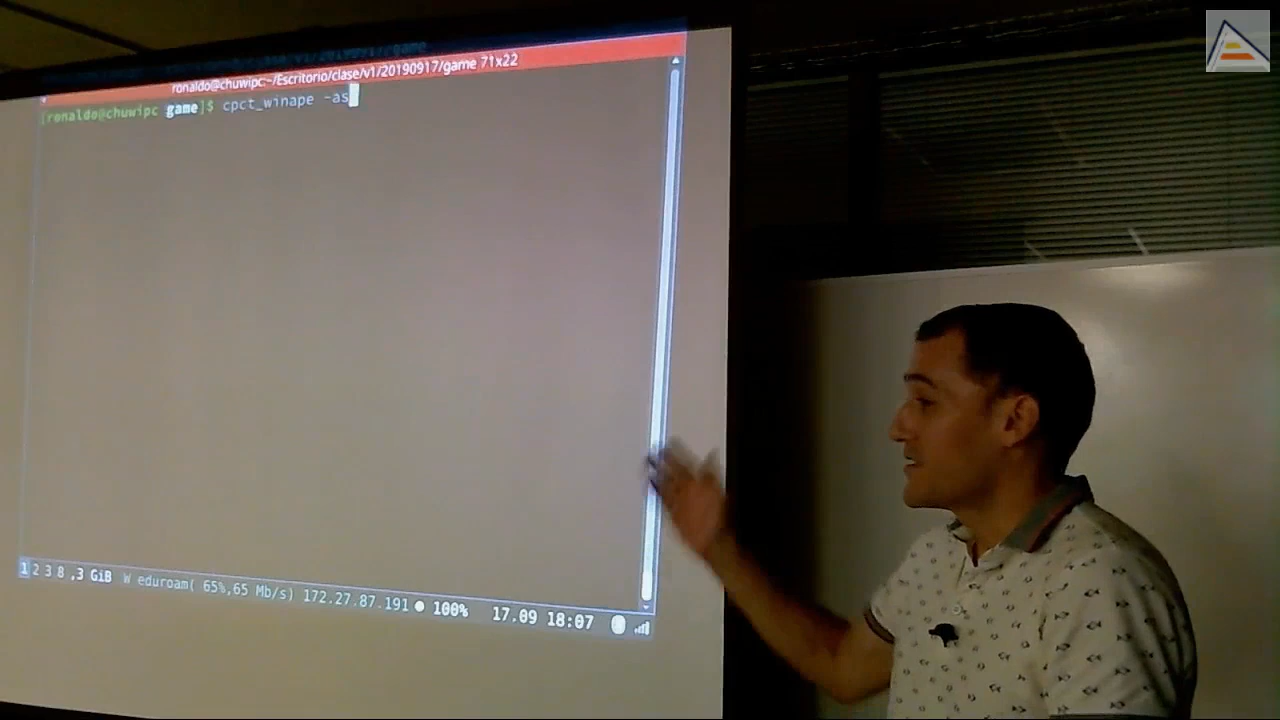 ronaldo@chuwipc:~/Escritorio/clase/v1/20190917/game 71x22
[ronaldo@chuwipc game]$ cpct_winape -as
1 2 3 8 ,3 GiB W eduroam( 65%,65 Mb/s) 172.27.87.191 ● 100% 17.09 18:07